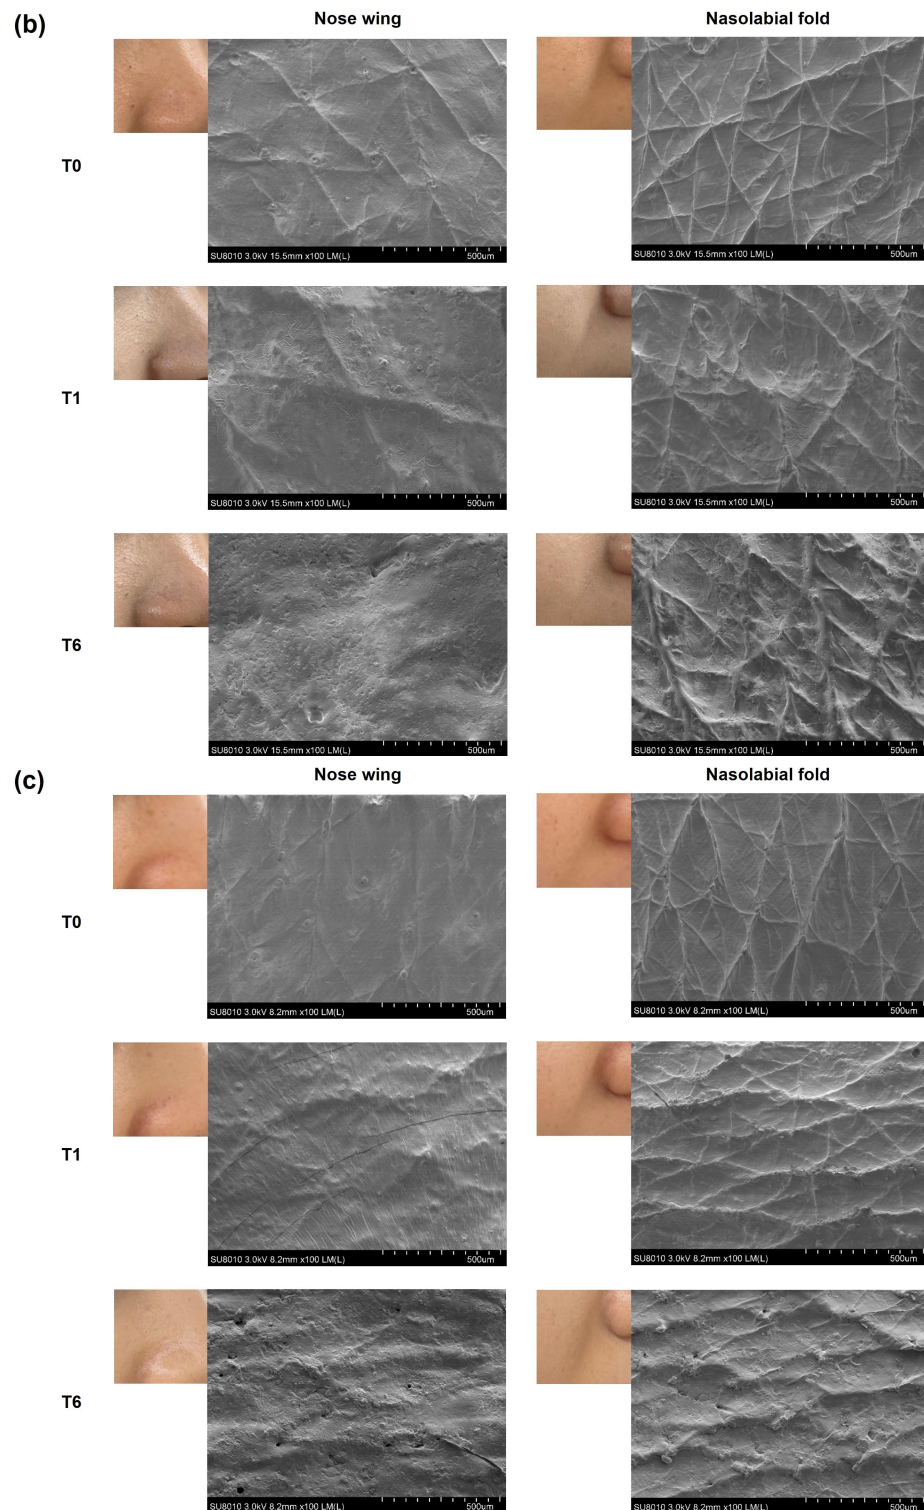 (b)
Nose wing
Nasolabial fold
T0
SU8010 3.0kV 15.5mm x100 LM(L)
500um
SU8010 3.0kV 15.5mm x100 LM(L)
500um
T1
SU8010 3.0kV 15.5mm x100 LM(L)
500um
SU8010 3.0kV 15.5mm x100 LM(L)
500um
T6
SU8010 3.0kV 15.5mm x100 LM(L)
500um
SU8010 3.0kV 15.5mm x100 LM(L)
500um
(c)
Nose wing
Nasolabial fold
T0
SU8010 3.0kV 8.2mm x100 LM(L)
500um
SU8010 3.0kV 8.2mm x100 LM(L)
500um
T1
SU8010 3.0kV 8.2mm x100 LM(L)
500um
SU8010 3.0kV 8.2mm x100 LM(L)
500um
T6
SU8010 3.0kV 8.2mm x100 LM(L)
500um
SU8010 3.0kV 8.2mm x100 LM(L)
500um